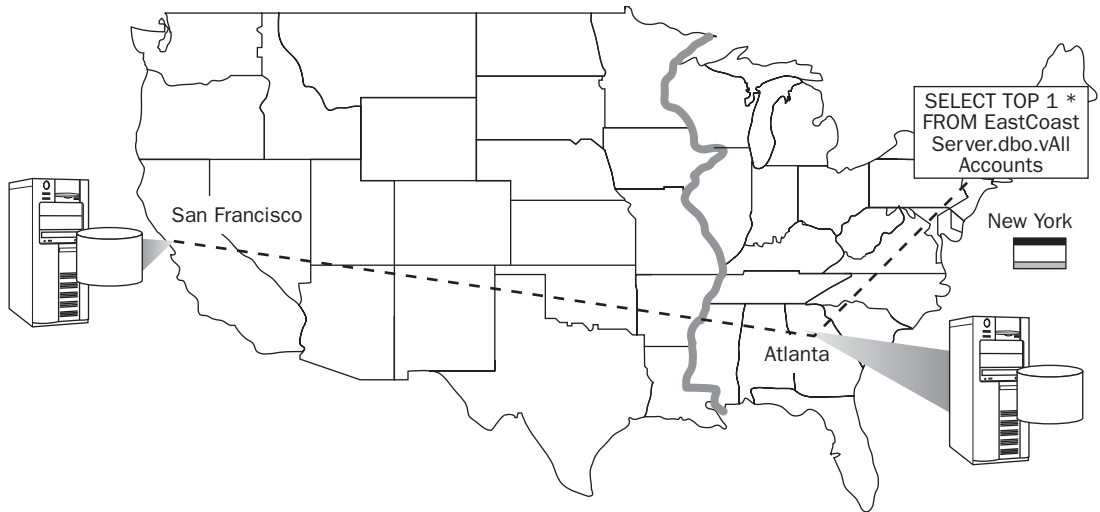 SELECT TOP 1 *
FROM EastCoast
Server.dbo.vAll
Accounts
San Francisco
New York
Atlanta